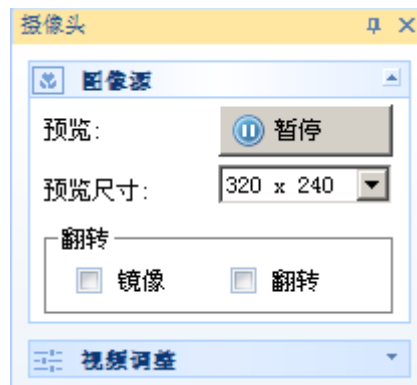 摄像头
图像源
预览:
暂停
预览尺寸:
320 x 240
翻转
镜像
翻转
视频调整